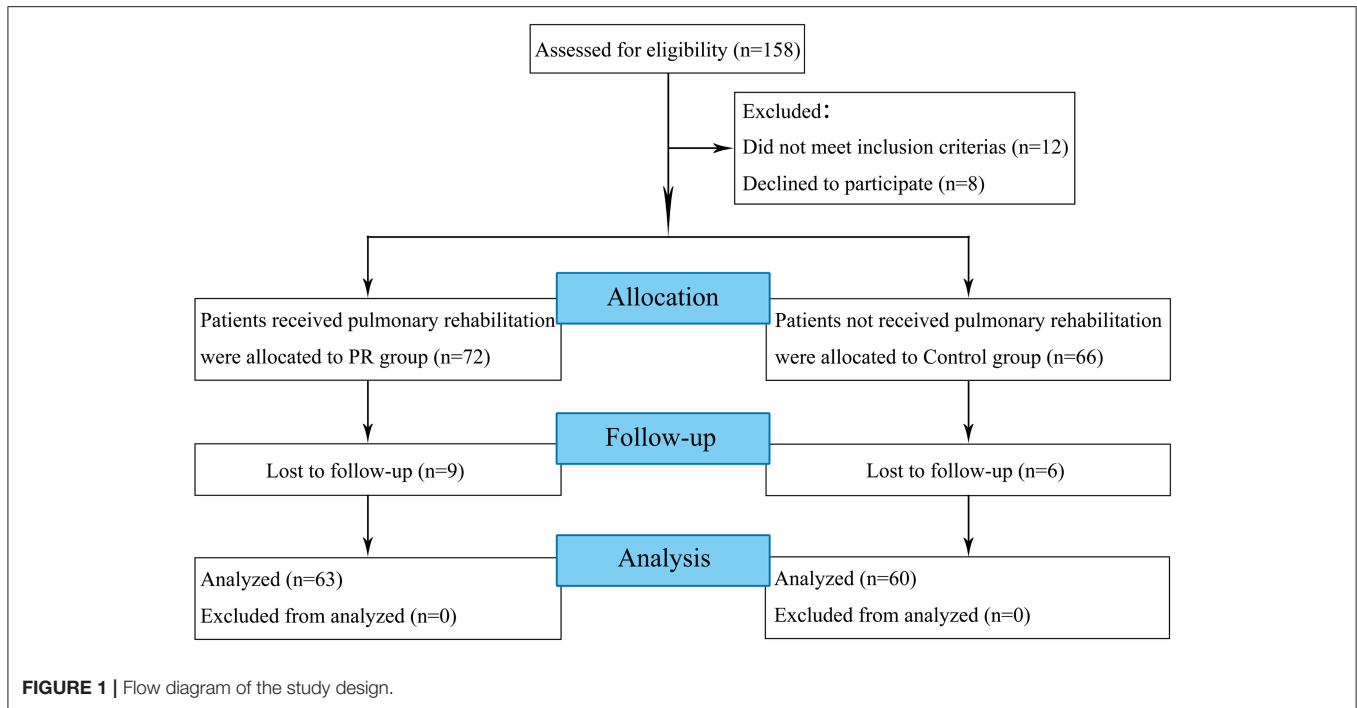 Assessed for eligibility (n=158)
Excluded：
Did not meet inclusion criterias (n=12)
Declined to participate (n=8)
Allocation
Patients received pulmonary rehabilitation
were allocated to PR group (n=72)
Patients not received pulmonary rehabilitation
were allocated to Control group (n=66)
Follow-up
Lost to follow-up (n=9)
Lost to follow-up (n=6)
Analysis
Analyzed (n=63)
Excluded from analyzed (n=0)
Analyzed (n=60)
Excluded from analyzed (n=0)
FIGURE 1 | Flow diagram of the study design.